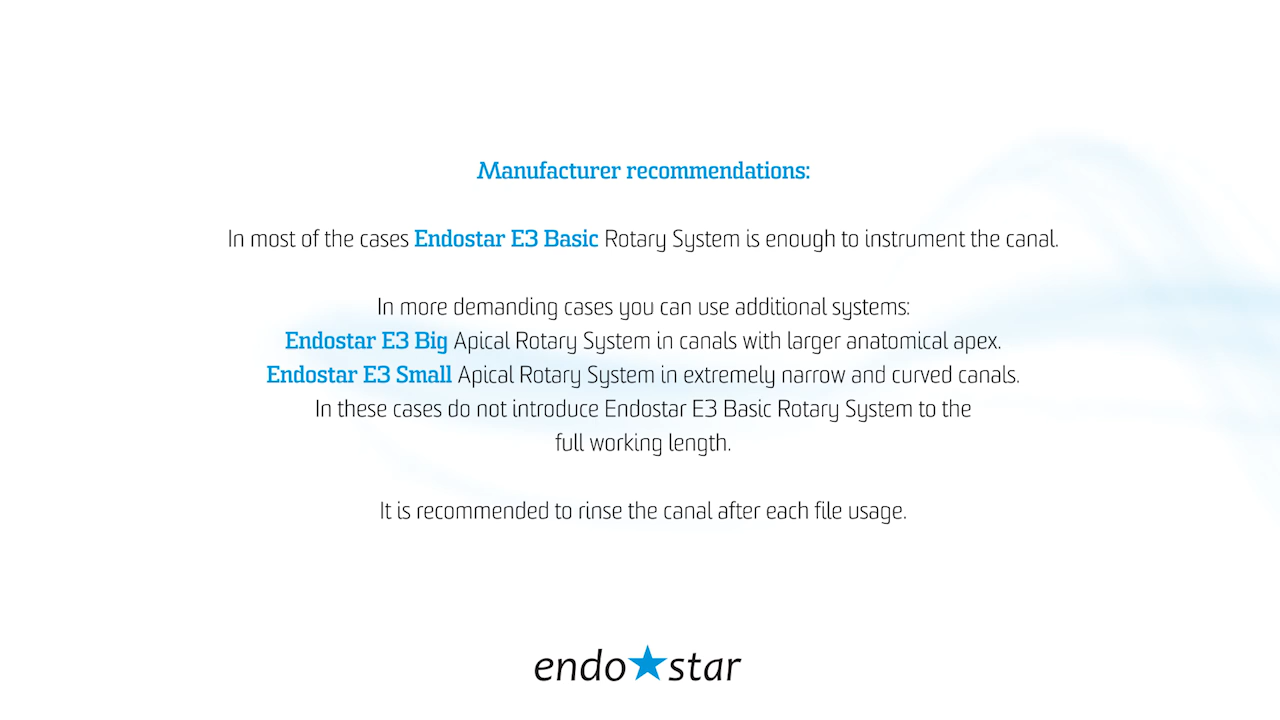 Manufacturer recommendations:
In most of the cases Endostar E3 Basic Rotary System is enough to instrument the canal.
In more demanding cases you can use additional systems:
Endostar E3 Big Apical Rotary System in canals with larger anatomical apex.
Endostar E3 Small Apical Rotary System in extremely narrow and curved canals.
In these cases do not introduce Endostar E3 Basic Rotary System to the
full working length.
It is recommended to rinse the canal after each file usage.
endo★star